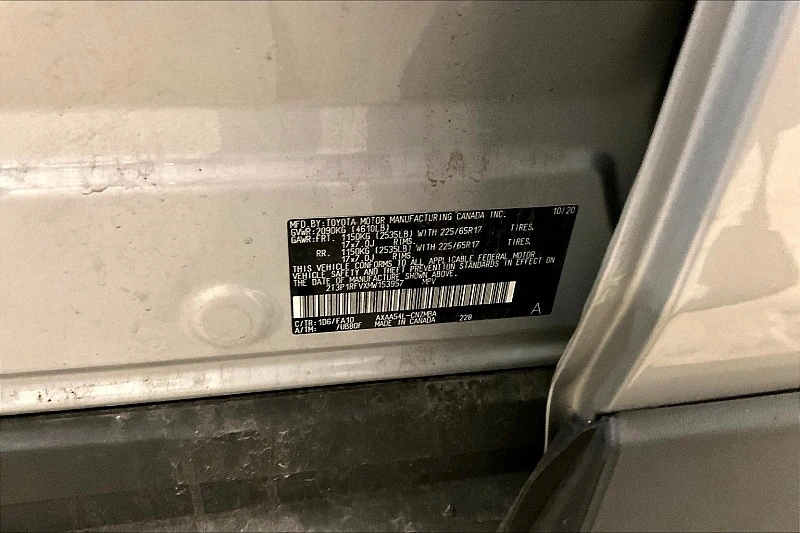 10/20
MFD.BY:TOYOTA MOTOR MANUFACTURING CANADA INC.
GVWR:2090KG (4610LB)
GAWR:FRT. 1150KG (2535LB) WITH 225/65R17 TIRES,
17x7.0J RIMS.
RR. 1150KG (2535LB) WITH 225/65R17 TIRES,
17x7.0J RIMS.
THIS VEHICLE CONFORMS TO ALL APPLICABLE FEDERAL MOTOR
VEHICLE SAFETY AND THEFT PREVENTION STANDARDS IN EFFECT ON
THE DATE OF MANUFACTURE SHOWN ABOVE.
2T3P1RFVXMW153957 MPV
C/TR:1D6/FA10 AXAA54L-CNZMBA 228
A/TM: /UB80F MADE IN CANADA
A